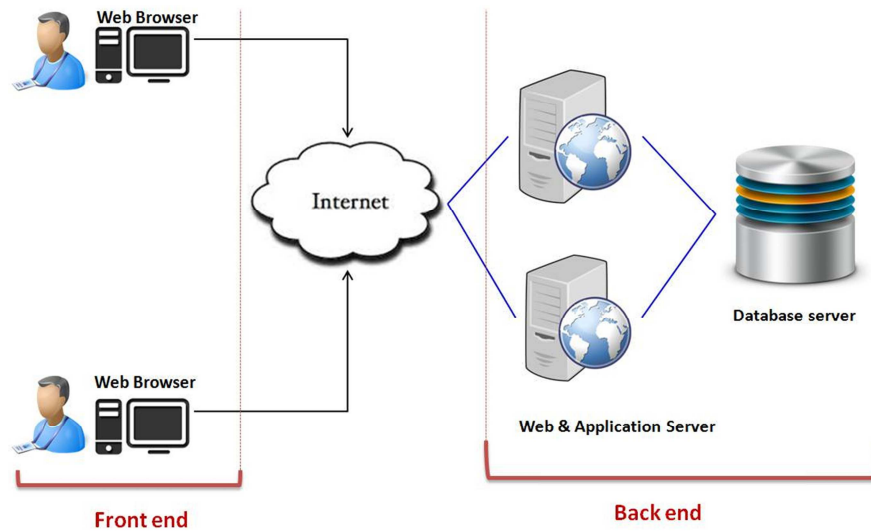 Web Browser
Internet
Database server
Web Browser
Web & Application Server
Front end
Back end